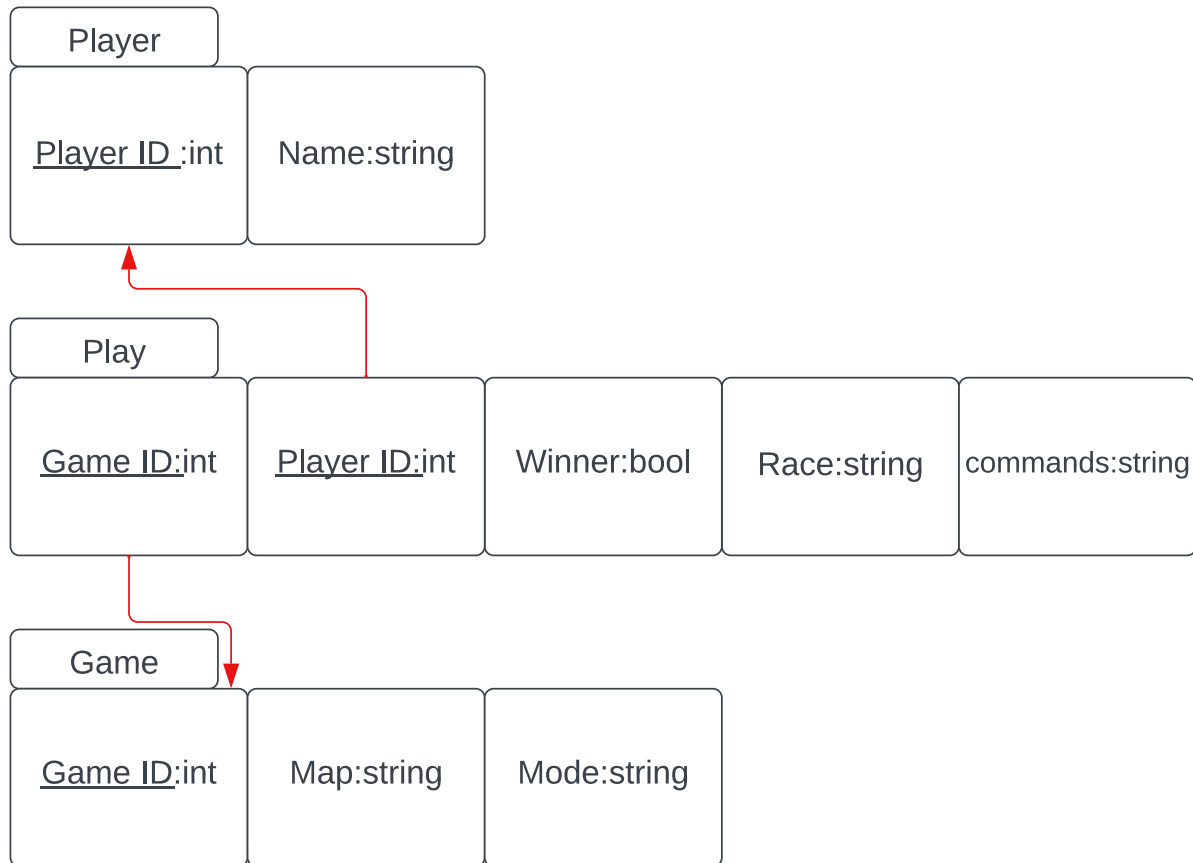 Player
Player ID :int
Name:string
Play
Game ID:int
Player ID:int
Winner:bool
Race:string
commands:string
Game
Game ID:int
Map:string
Mode:string